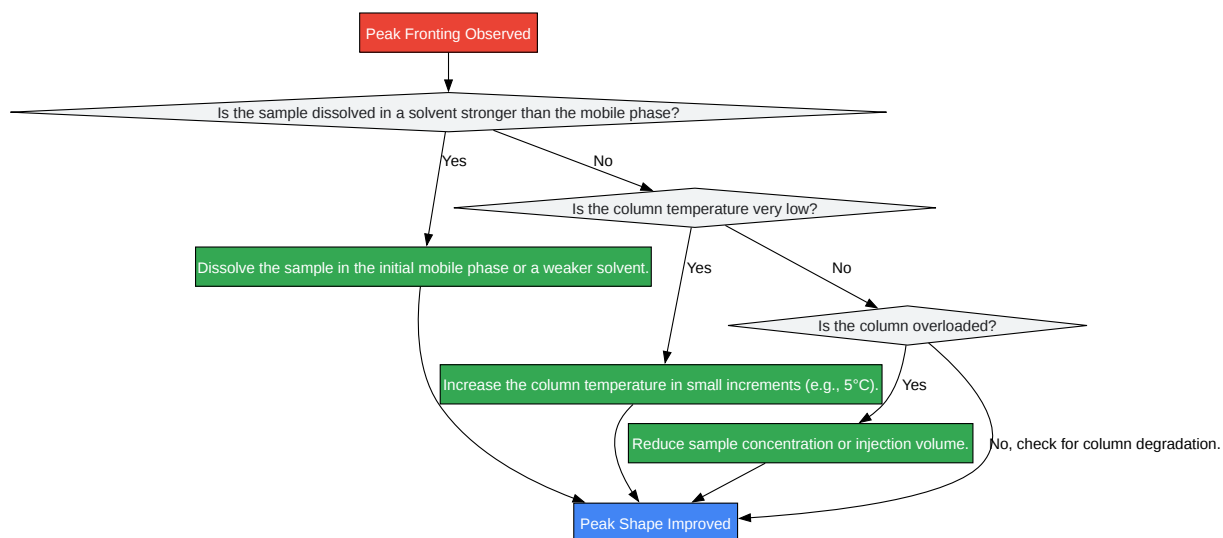 Peak Fronting Observed
Is the sample dissolved in a solvent stronger than the mobile phase?
Yes
No
Is the column temperature very low?
Dissolve the sample in the initial mobile phase or a weaker solvent.
Yes
No
Is the column overloaded?
Increase the column temperature in small increments (e.g., 5°C).
Yes
Reduce sample concentration or injection volume.
No, check for column degradation.
Peak Shape Improved